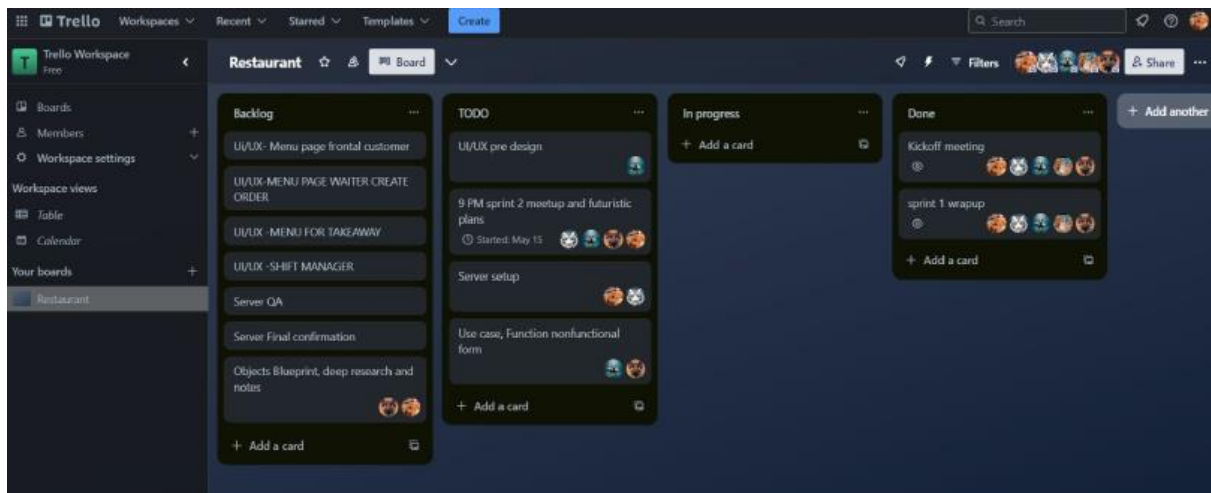 Trello
Workspaces
Recent
Starred
Templates
Create
Search
T
Trello Workspace
Free
Restaurant
Board
Filters
Share
Boards
Members
Workspace settings
Workspace views
Table
Calendar
Your boards
Restaurant
Backlog
UI/UX- Menu page frontal customer
UI/UX-MENU PAGE WAITER CREATE
ORDER
UI/UX -MENU FOR TAKEAWAY
UI/UX -SHIFT MANAGER
Server QA
Server Final confirmation
Objects Blueprint, deep research and
notes
+ Add a card
TODO
UI/UX pre design
9 PM sprint 2 meetup and futuristic
plans
Started: May 15
Server setup
Use case, Function nonfunctional
form
+ Add a card
In progress
+ Add a card
Done
Kickoff meeting
sprint 1 wrapup
+ Add a card
+ Add another